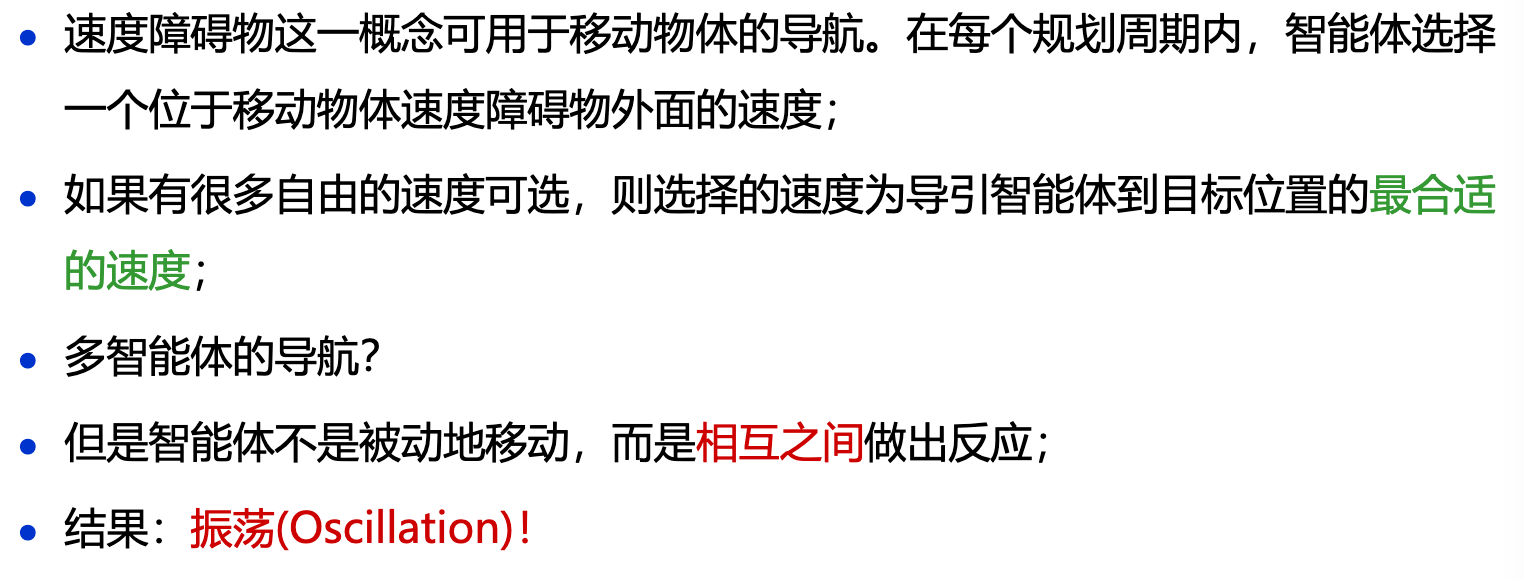 • 速度障碍物这一概念可用于移动物体的导航。在每个规划周期内，智能体选择
一个位于移动物体速度障碍物外面的速度；
• 如果有很多自由的速度可选，则选择的速度为导引智能体到目标位置的最合适
的速度；
• 多智能体的导航？
• 但是智能体不是被动地移动，而是相互之间做出反应；
• 结果：振荡(Oscillation)！